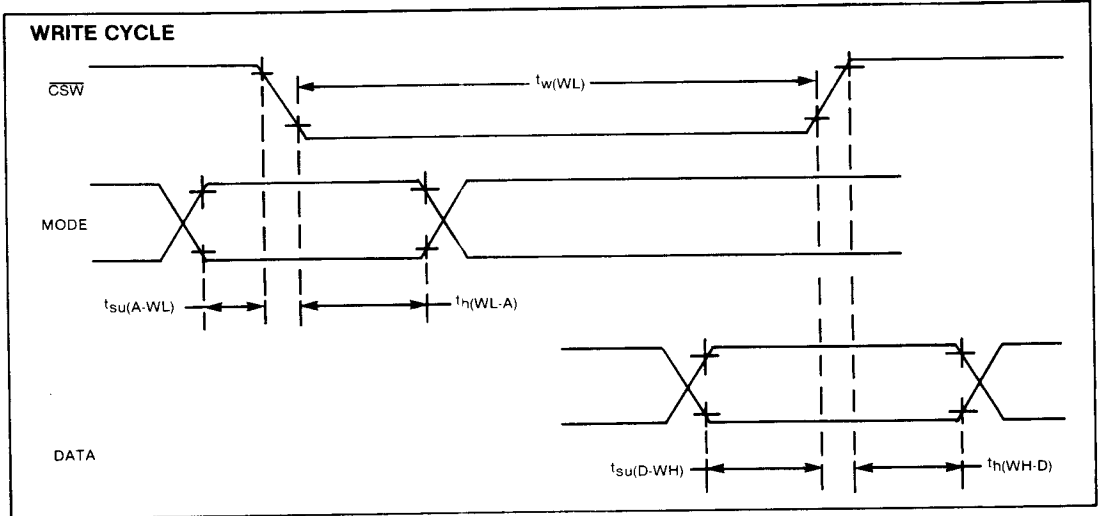 WRITE CYCLE
CSW
tw(WL)
MODE
tsu(A-WL)
th(WL-A)
DATA
tsu(D-WH)
th(WH-D)